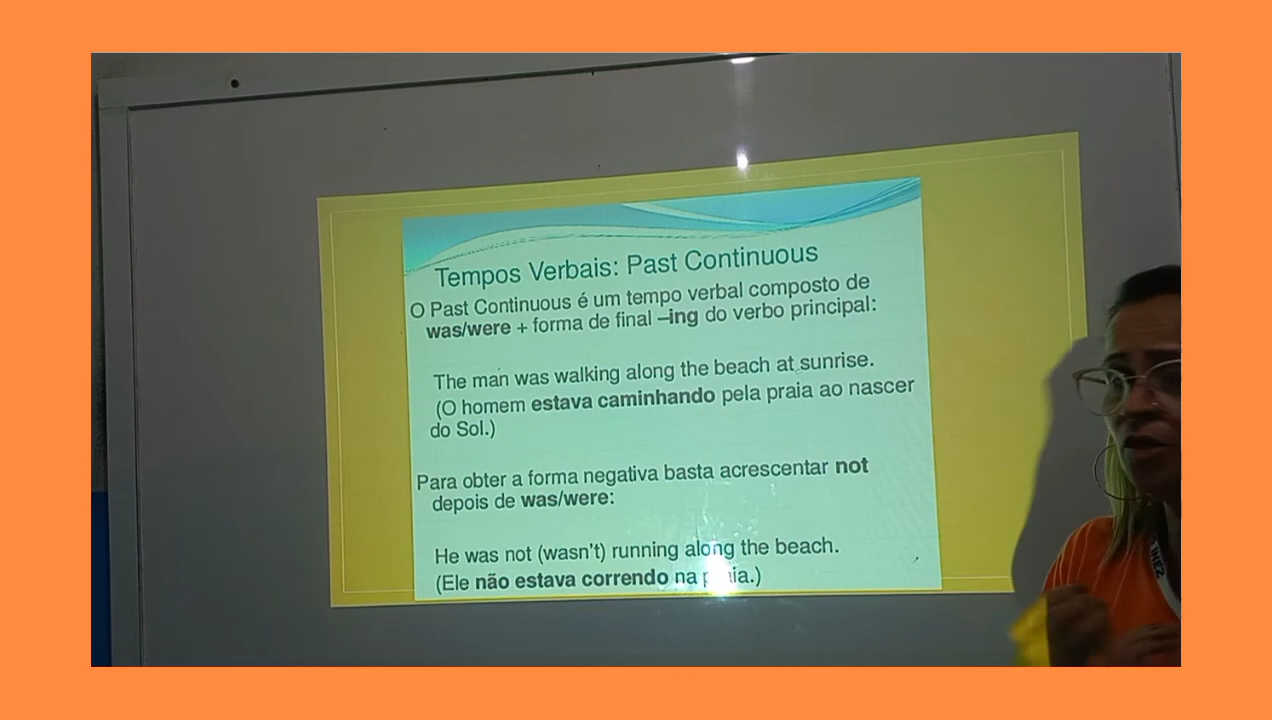 Tempos Verbais: Past Continuous
O Past Continuous é um tempo verbal composto de
was/were + forma de final –ing do verbo principal:
The man was walking along the beach at sunrise.
(O homem estava caminhando pela praia ao nascer
do Sol.)
Para obter a forma negativa basta acrescentar not
depois de was/were:
He was not (wasn't) running along the beach.
(Ele não estava correndo na praia.)